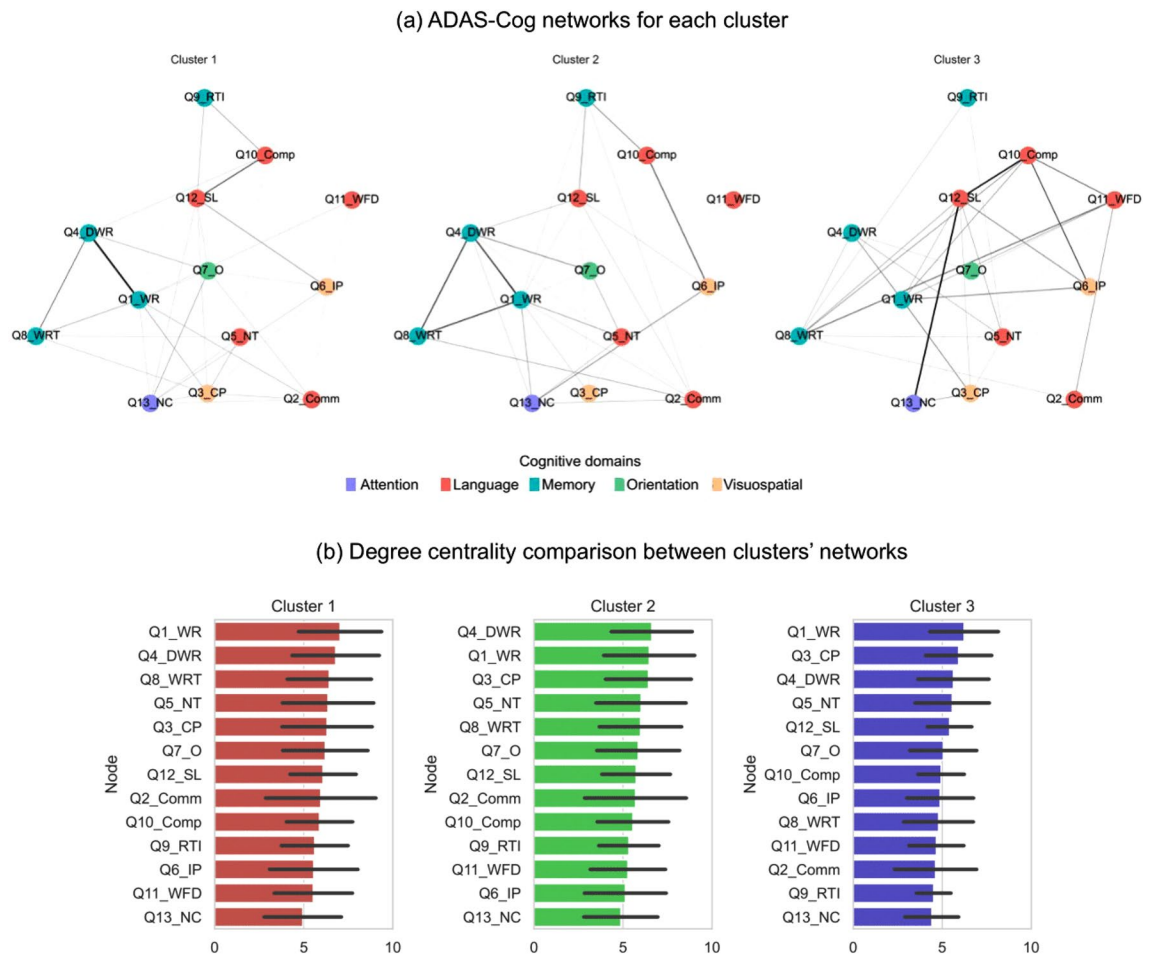 (a) ADAS-Cog networks for each cluster
Cluster 1
Q9_RTI
Q10_Comp
Q12_SL
Q11_WFD
Q4_DWR
Q7_O
Q6_IP
Q1_WR
Q8_WRT
Q5_NT
Q3_CP
Q13_NC
Q2_Comm
Cluster 2
Q9_RTI
Q10_Comp
Q12_SL
Q11_WFD
Q4_DWR
Q7_O
Q6_IP
Q1_WR
Q8_WRT
Q5_NT
Q3_CP
Q13_NC
Q2_Comm
Cluster 3
Q9_RTI
Q10_Comp
Q12_SL
Q11_WFD
Q4_DWR
Q7_O
Q6_IP
Q1_WR
Q8_WRT
Q5_NT
Q3_CP
Q13_NC
Q2_Comm
Cognitive domains
Attention Language Memory Orientation Visuospatial
(b) Degree centrality comparison between clusters' networks
Cluster 1
Node
Q1_WR
Q4_DWR
Q8_WRT
Q5_NT
Q3_CP
Q7_O
Q12_SL
Q2_Comm
Q10_Comp
Q9_RTI
Q6_IP
Q11_WFD
Q13_NC
0 5 10
Cluster 2
Node
Q4_DWR
Q1_WR
Q3_CP
Q5_NT
Q8_WRT
Q7_O
Q12_SL
Q2_Comm
Q10_Comp
Q9_RTI
Q11_WFD
Q6_IP
Q13_NC
0 5 10
Cluster 3
Node
Q1_WR
Q3_CP
Q4_DWR
Q5_NT
Q12_SL
Q7_O
Q10_Comp
Q6_IP
Q8_WRT
Q11_WFD
Q2_Comm
Q9_RTI
Q13_NC
0 5 10